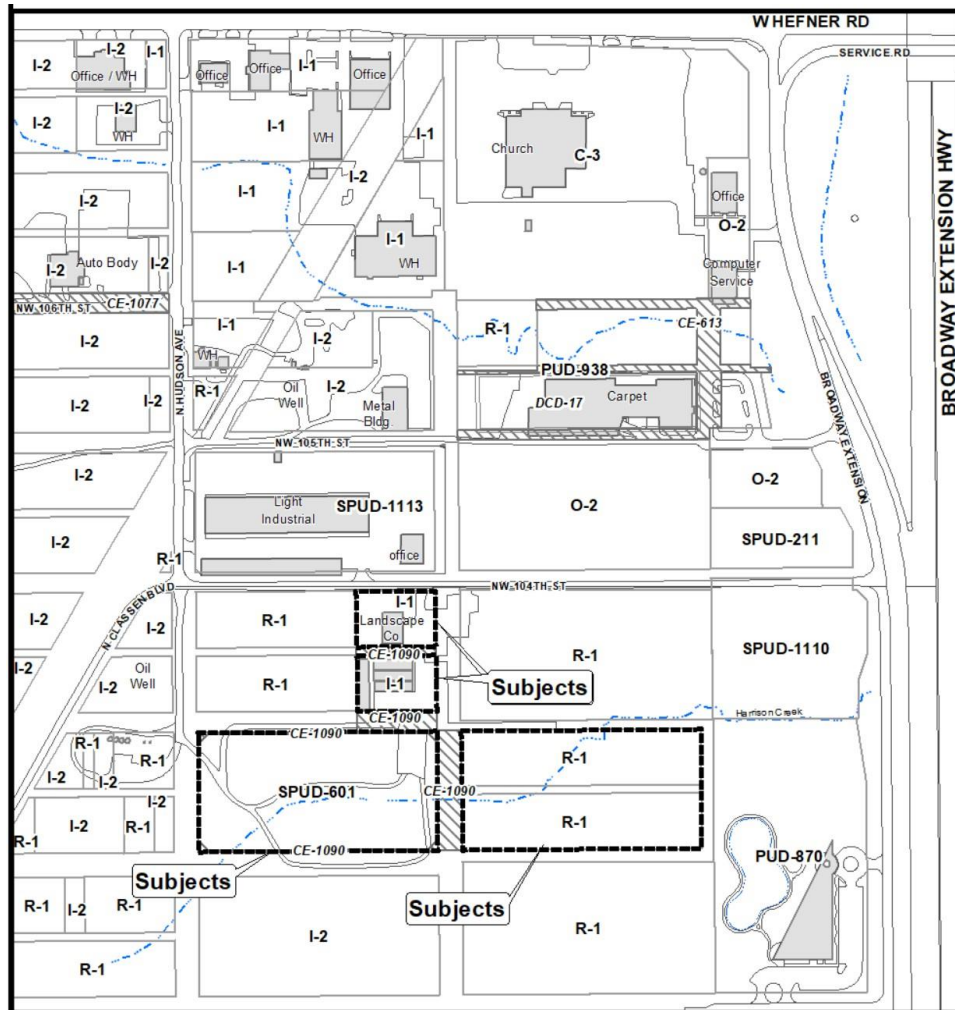 W HEFNER RD
SERVICE RD
I-2
I-2
I-1
Office / WH
Office
Office
I-1
Office
I-2
I-2
WH
I-1
WH
I-1
Church
C-3
BROADWAY EXTENSION HWY
I-2
I-1
I-2
Office
O-2
I-2
Auto Body
I-2
I-1
I-1
WH
Computer
Service
NW 106TH ST
CE-1077
I-2
N HUDSON AVE
I-1
I-2
R-1
CE-613
WH
PUD-938
I-2
I-2
R-1
Oil
Well
I-2
Metal
Bldg.
DCD-17
Carpet
BROADWAY EXTENSION
NW 105TH ST
I-2
Light
Industrial
SPUD-1113
O-2
O-2
I-2
office
SPUD-211
R-1
N CLASSEN BLVD
NW 104TH ST
I-2
I-2
R-1
I-1
Landscape
Co
CE-1090
R-1
SPUD-1110
I-2
Oil
Well
R-1
I-1
Subjects
CE-1090
Harrison Creek
R-1
R-1
CE-1090
R-1
I-2
I-2
SPUD-601
CE-1090
I-2
R-1
I-2
R-1
R-1
CE-1090
PUD-870
Subjects
Subjects
R-1
I-2
R-1
I-2
R-1
R-1